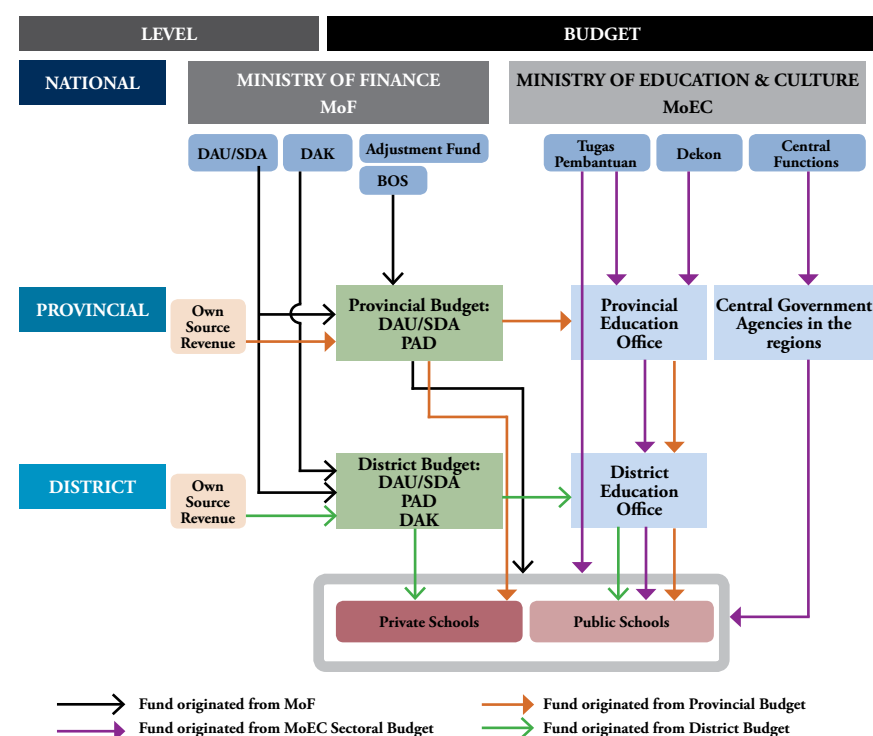 LEVEL
BUDGET
NATIONAL
MINISTRY OF FINANCE
MoF
MINISTRY OF EDUCATION & CULTURE
MoEC
DAU/SDA
DAK
Adjustment Fund
BOS
Tugas
Pembantuan
Dekon
Central
Functions
PROVINCIAL
Own
Source
Revenue
Provincial Budget:
DAU/SDA
PAD
Provincial
Education
Office
Central Government
Agencies in the
regions
DISTRICT
Own
Source
Revenue
District Budget:
DAU/SDA
PAD
DAK
District
Education
Office
Private Schools
Public Schools
Fund originated from MoF
Fund originated from Provincial Budget
Fund originated from MoEC Sectoral Budget
Fund originated from District Budget